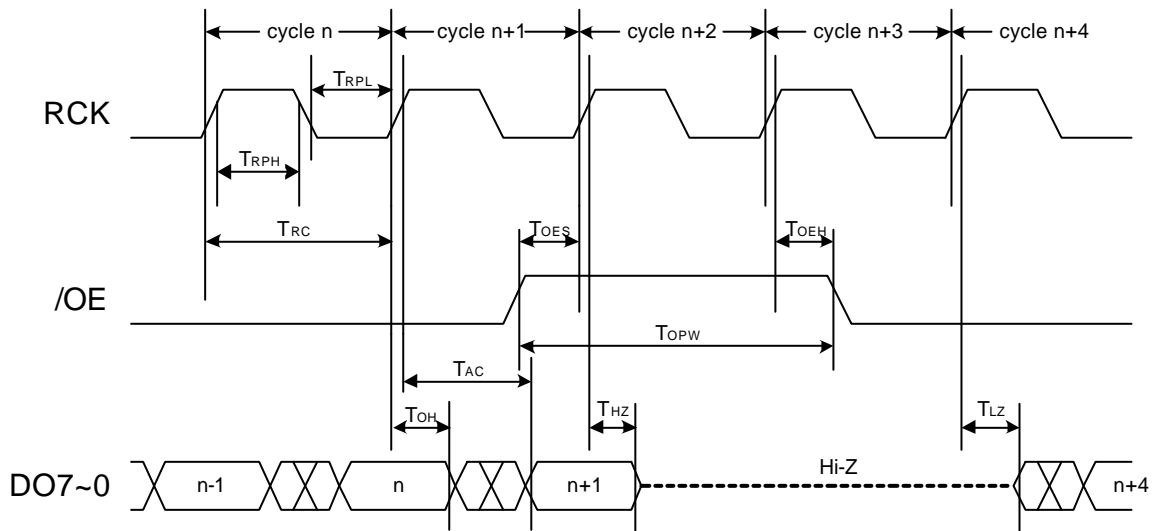 cycle n cycle n+1 cycle n+2 cycle n+3 cycle n+4
TRPL
RCK
TRPH
TRC TOES TOEH
/OE
TOPW
TAC
TOH THZ TLZ
Hi-Z
DO7~0 n-1 n n+1 n+4